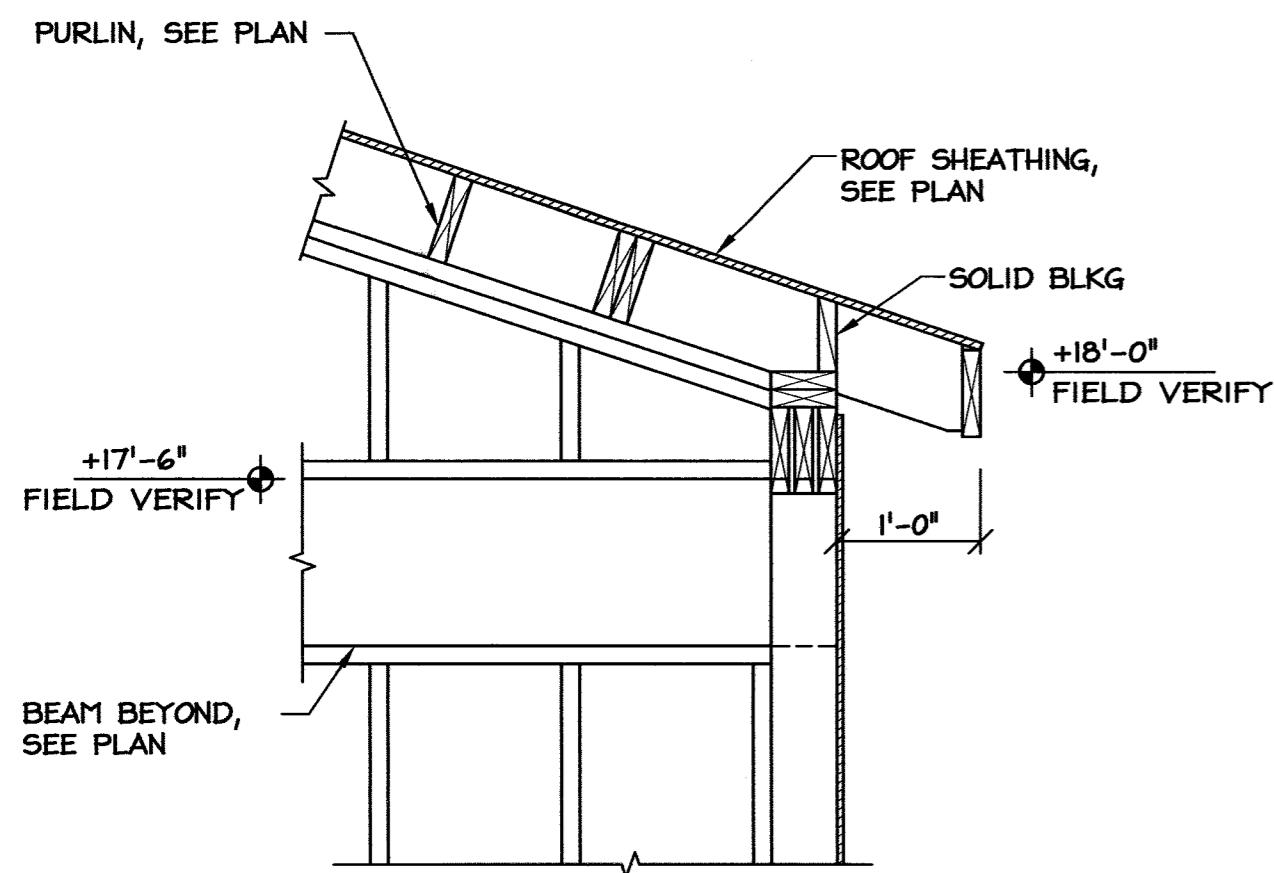 PURLIN, SEE PLAN
ROOF SHEATHING,
SEE PLAN
SOLID BLKG
+18'-0"
FIELD VERIFY
+17'-6"
FIELD VERIFY
1'-0"
BEAM BEYOND,
SEE PLAN